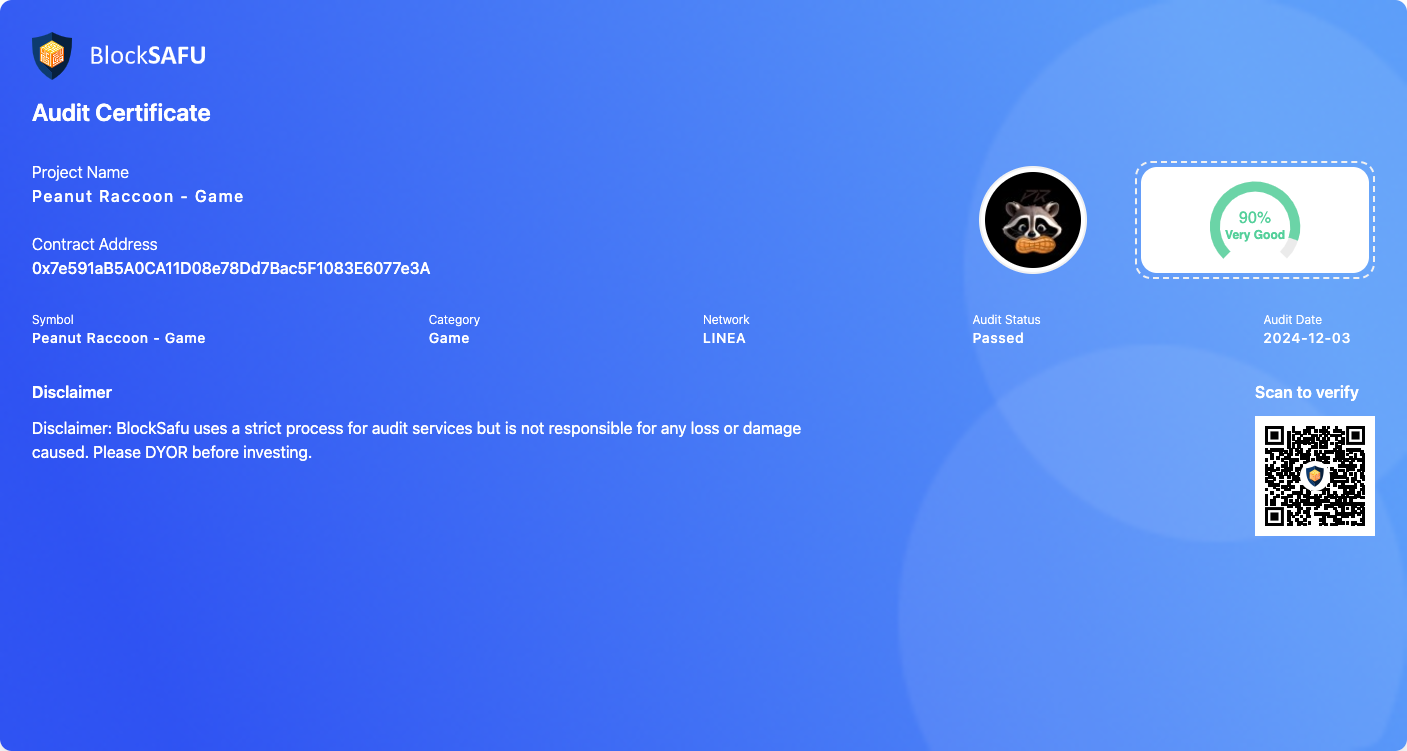 BlockSAFU
Audit Certificate
Project Name
Peanut Raccoon - Game
Contract Address
0x7e591aB5A0CA11D08e78Dd7Bac5F1083E6077e3A
PR
90%
Very Good
Symbol
Peanut Raccoon - Game
Category
Game
Network
LINEA
Audit Status
Passed
Audit Date
2024-12-03
Disclaimer
Disclaimer: BlockSafu uses a strict process for audit services but is not responsible for any loss or damage
caused. Please DYOR before investing.
Scan to verify